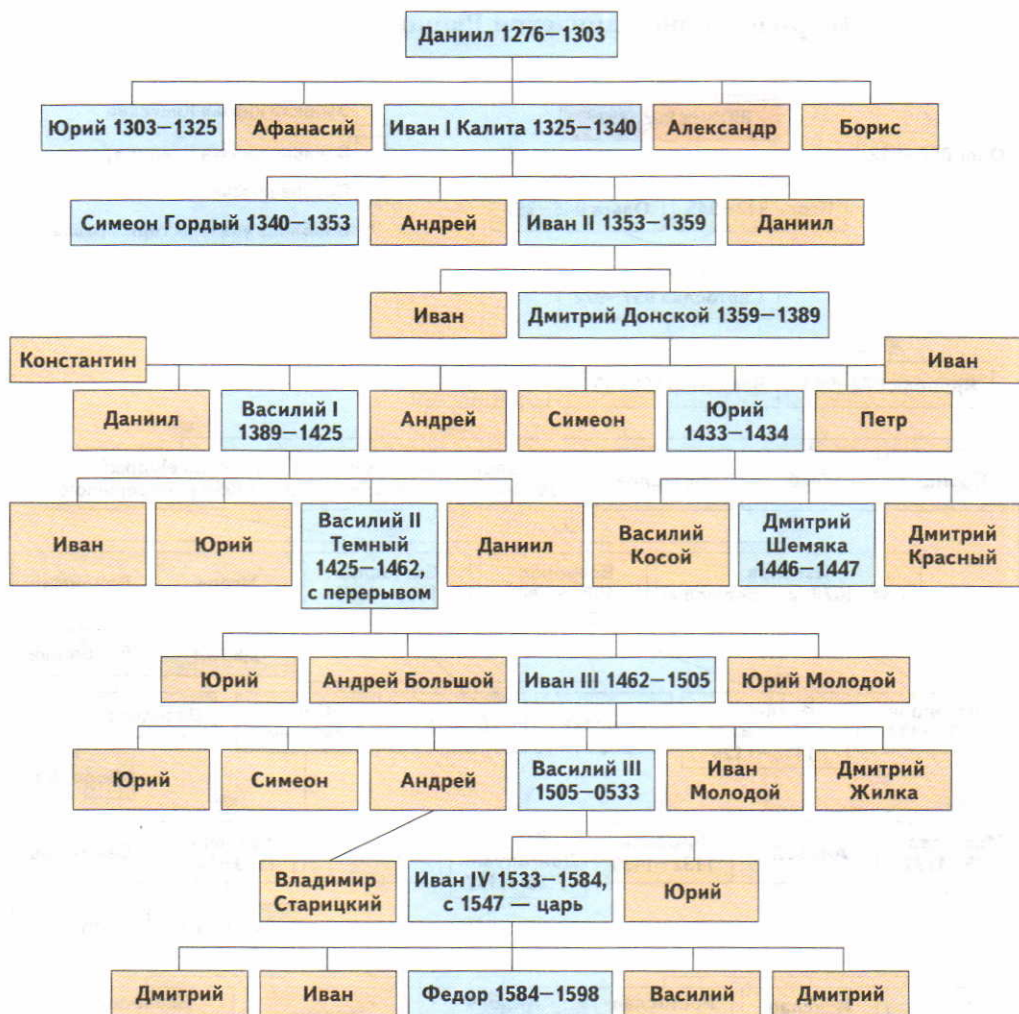 Даниил 1276–1303
Юрий 1303–1325
Афанасий
Иван I Калита 1325–1340
Александр
Борис
Симеон Гордый 1340–1353
Андрей
Иван II 1353–1359
Даниил
Иван
Дмитрий Донской 1359–1389
Константин
Иван
Даниил
Василий I
1389–1425
Андрей
Симеон
Юрий
1433–1434
Петр
Иван
Юрий
Василий II
Темный
1425–1462,
с перерывом
Даниил
Василий
Косой
Дмитрий
Шемяка
1446–1447
Дмитрий
Красный
Юрий
Андрей Большой
Иван III 1462–1505
Юрий Молодой
Юрий
Симеон
Андрей
Василий III
1505–0533
Иван
Молодой
Дмитрий
Жилка
Владимир
Старицкий
Иван IV 1533–1584,
с 1547 — царь
Юрий
Дмитрий
Иван
Федор 1584–1598
Василий
Дмитрий